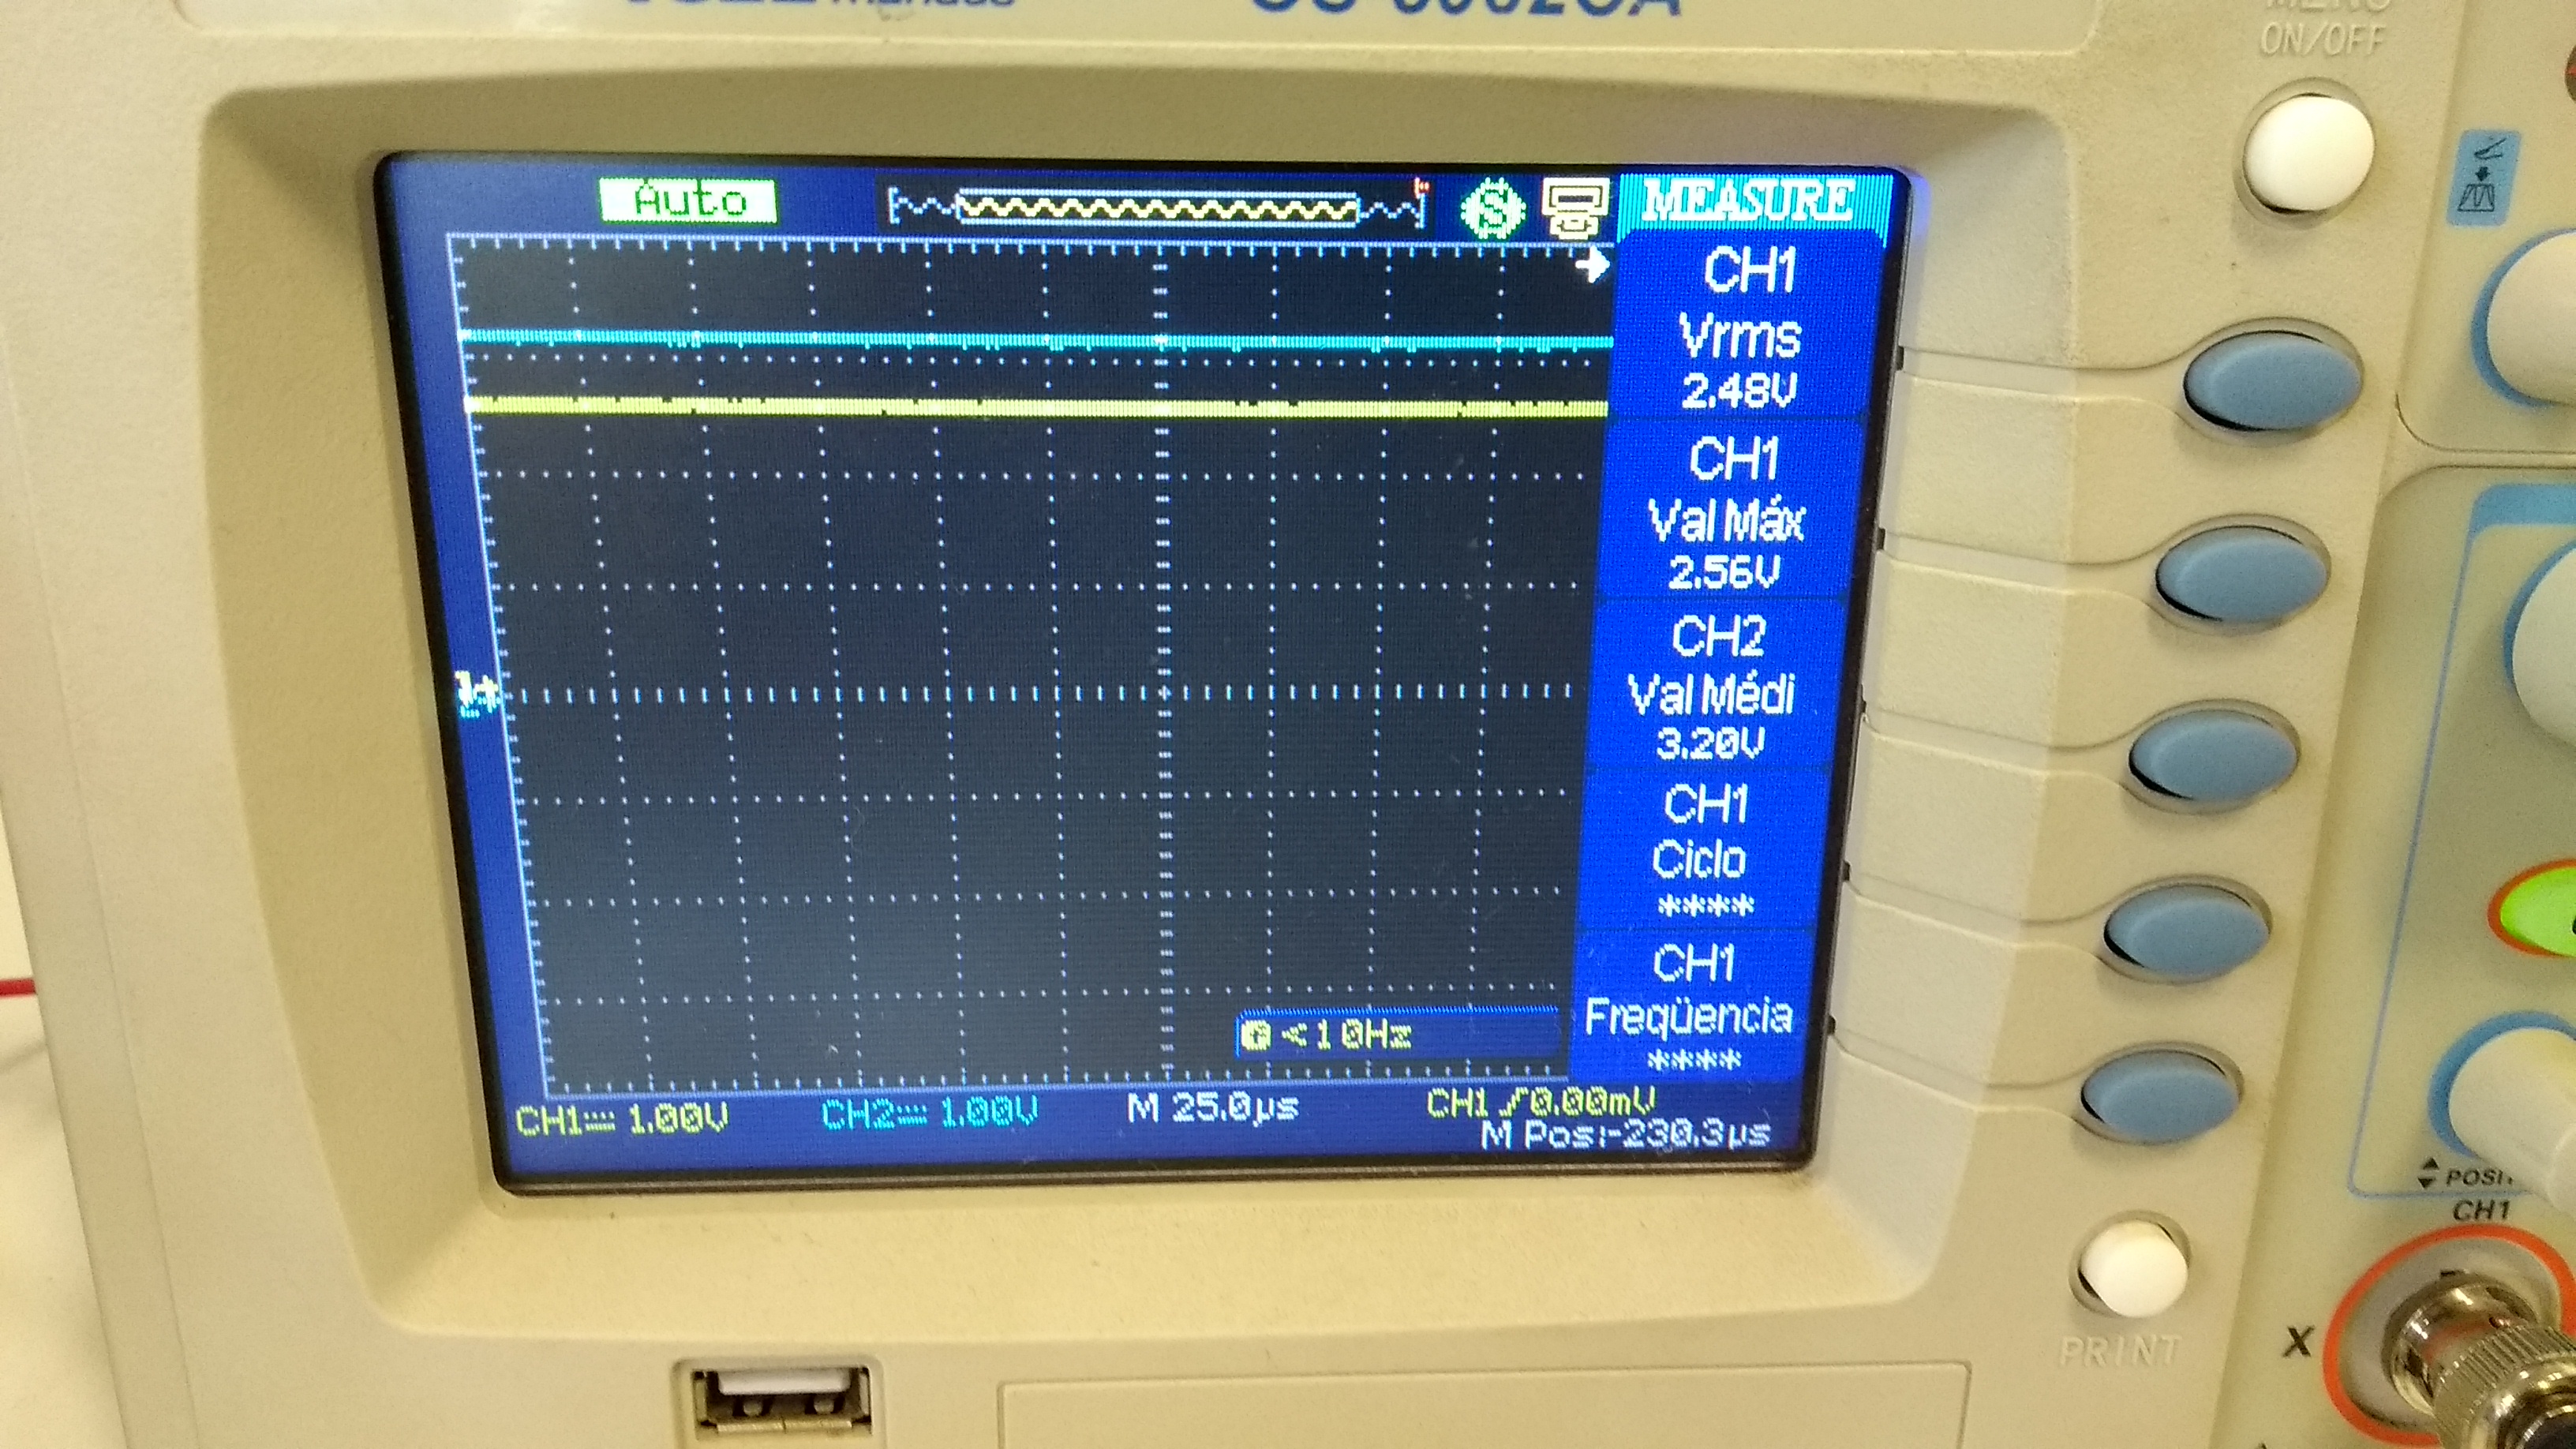 MENU
ON/OFF
Auto
MEASURE
CH1
Vrms
2.48V
CH1
Val Máx
2.56V
CH2
Val Médi
3.20V
CH1
Ciclo
****
CH1
Freqüencia
****
<10Hz
CH1 1.00V
CH2 1.00V
M 25.0µs
CH1 0.00mV
M Pos:-230.3µs
CH1
X
PRINT